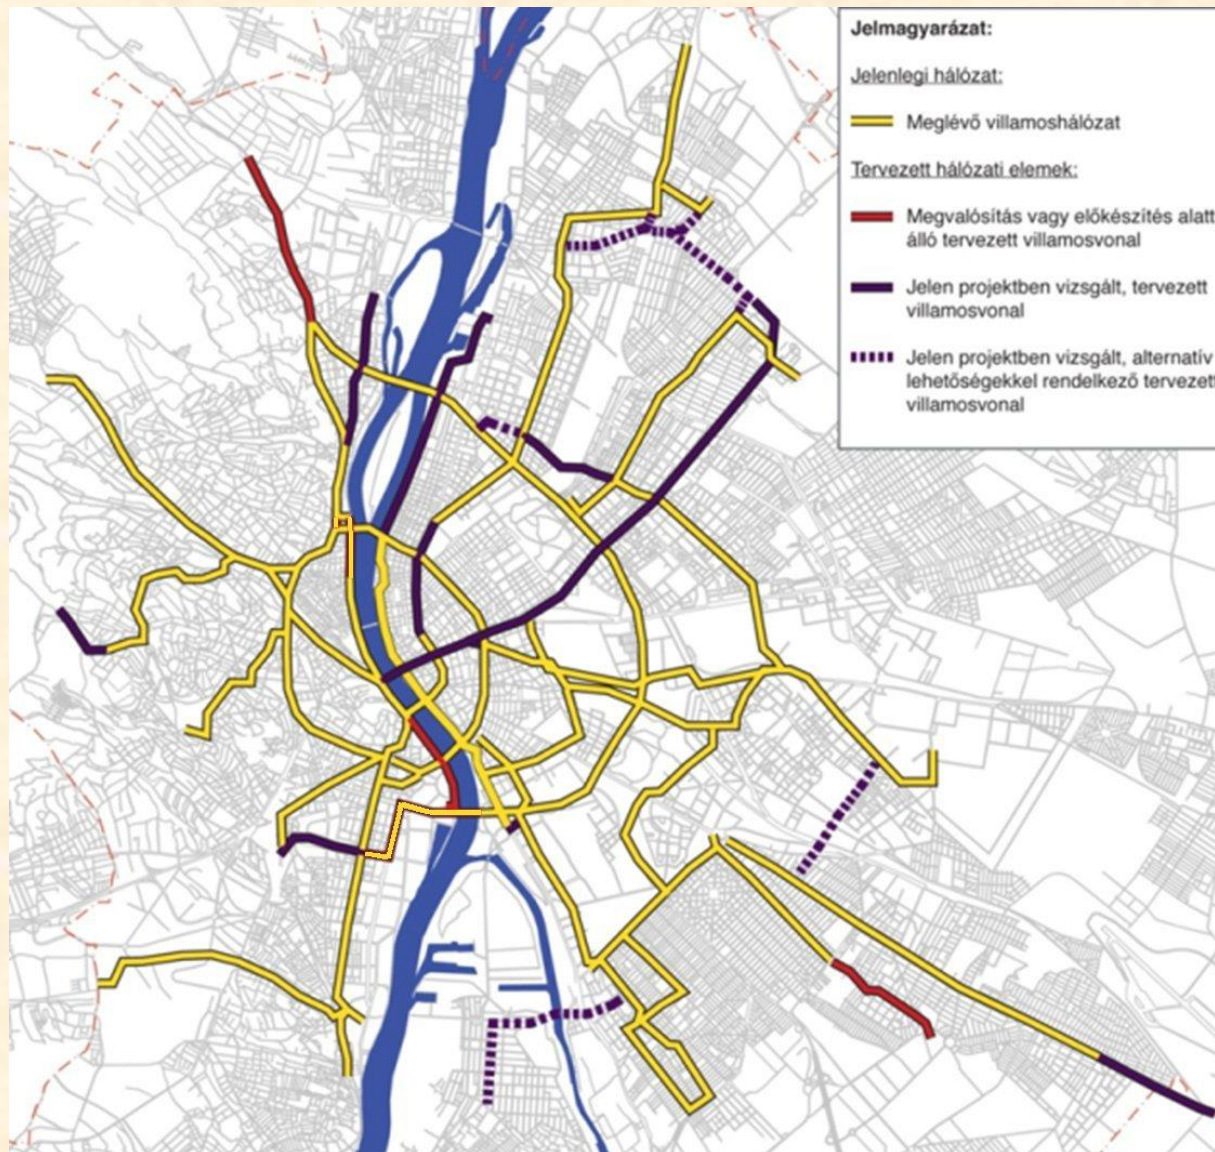 Jelmagyarázat:
Jelenlegi hálózat:
Meglévő villamoshálózat
Tervezett hálózati elemek:
Megvalósítás vagy előkészítés alatt
álló tervezett villamosvonal
Jelen projektben vizsgált, tervezett
villamosvonal
Jelen projektben vizsgált, alternatív
lehetőségekkel rendelkező tervezett
villamosvonal